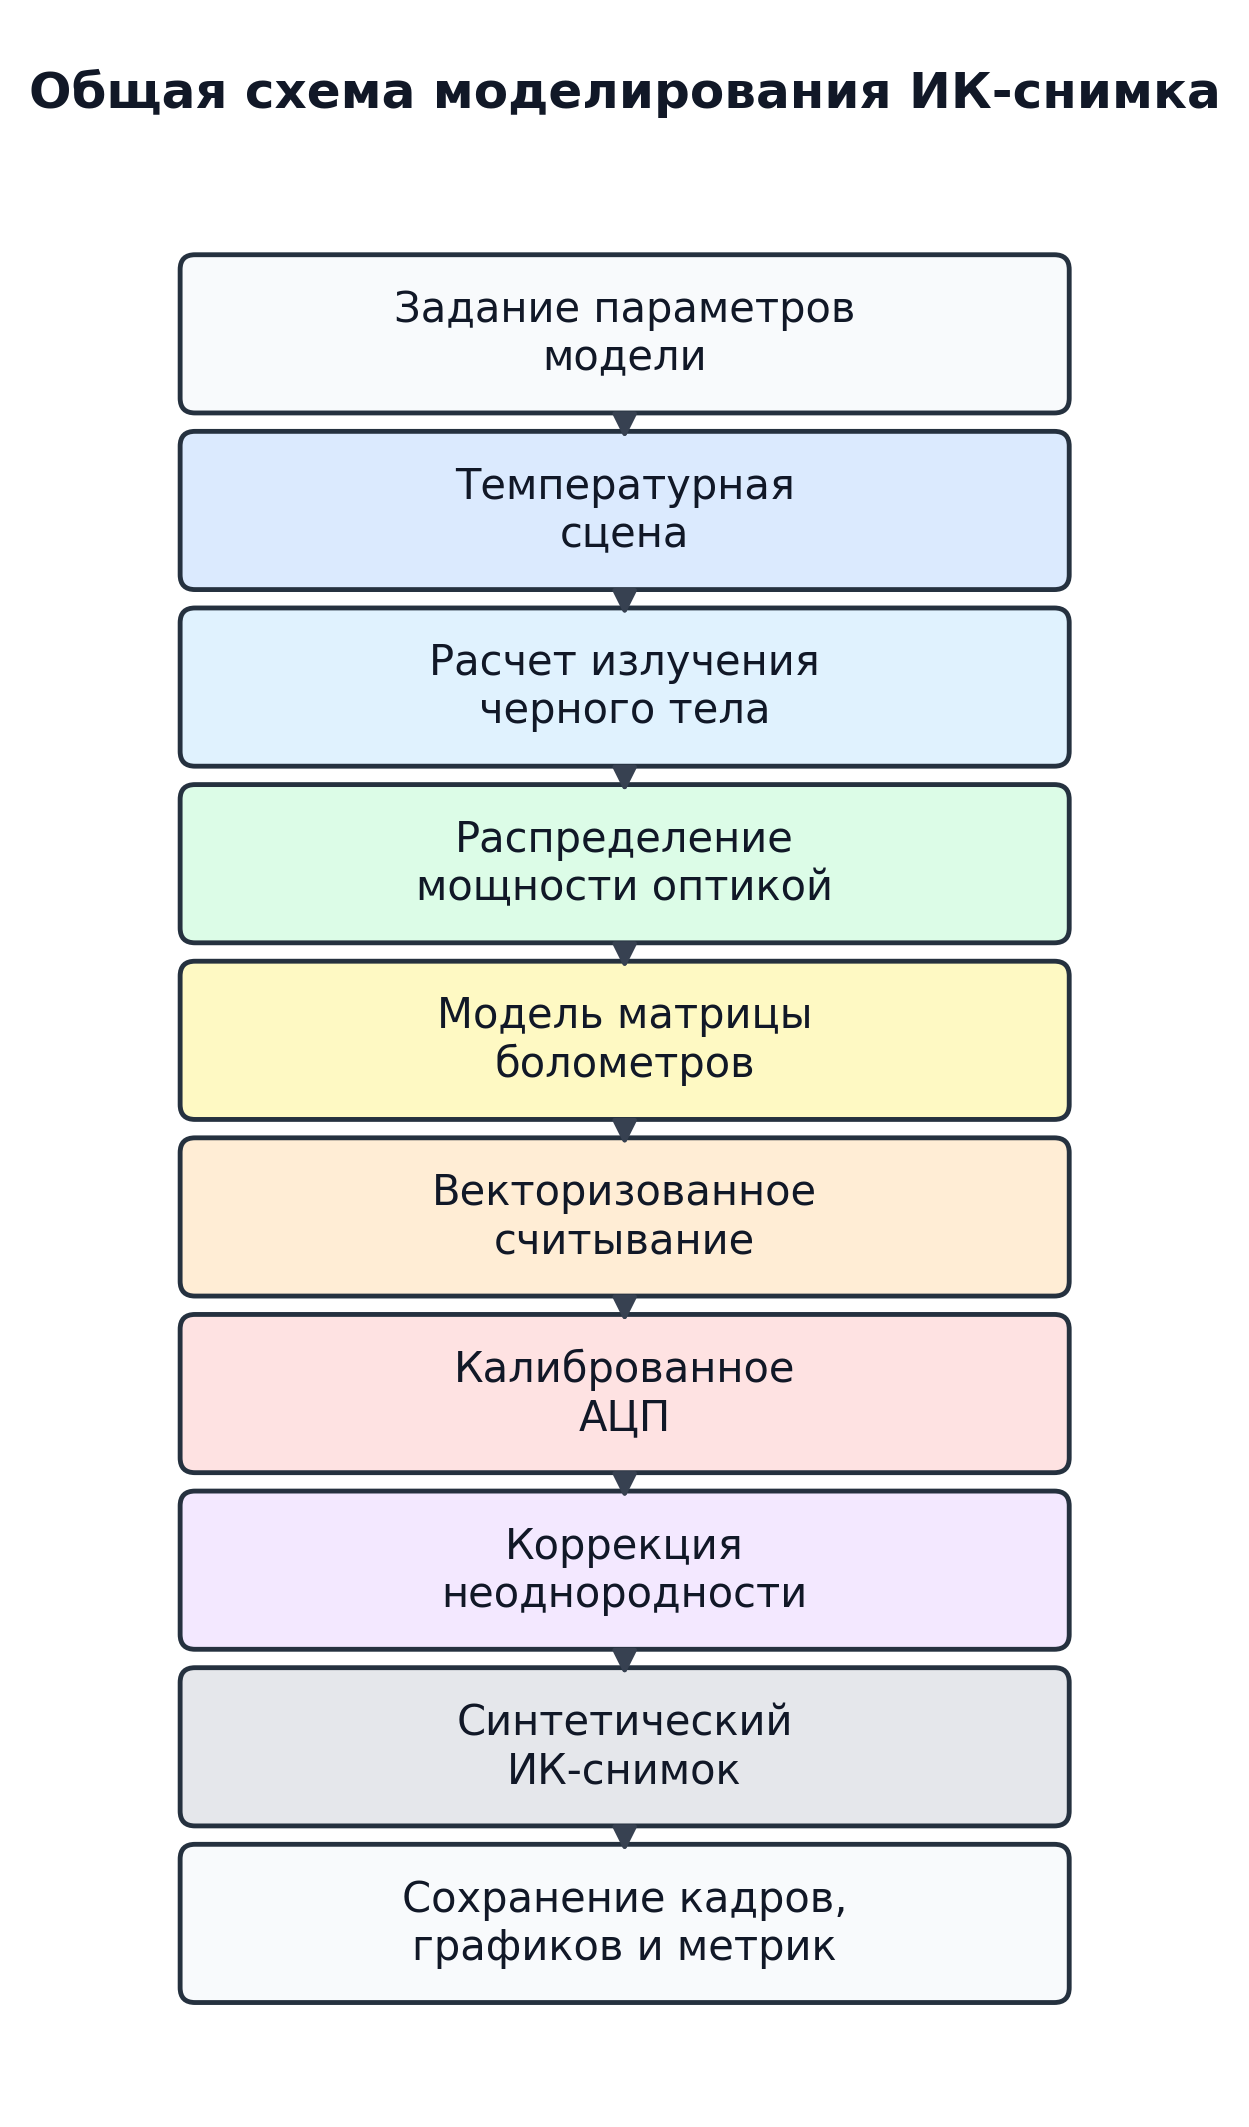 Общая схема моделирования ИК-снимка
Задание параметров
модели
Температурная
сцена
Расчет излучения
черного тела
Распределение
мощности оптикой
Модель матрицы
болометров
Векторизованное
считывание
Калиброванное
АЦП
Коррекция
неоднородности
Синтетический
ИК-снимок
Сохранение кадров,
графиков и метрик